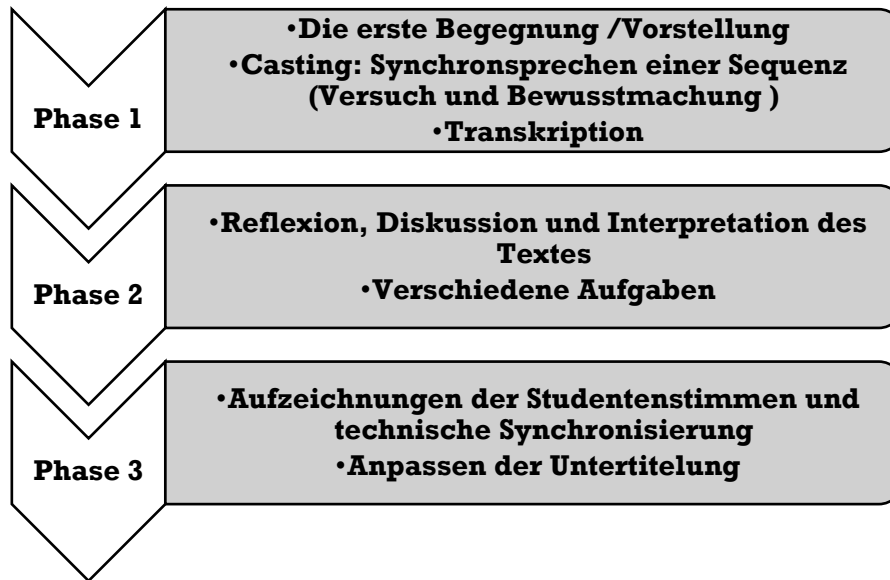 Phase 1
•Die erste Begegnung /Vorstellung
•Casting: Synchronsprechen einer Sequenz
(Versuch und Bewusstmachung )
•Transkription
Phase 2
•Reflexion, Diskussion und Interpretation des
Textes
•Verschiedene Aufgaben
Phase 3
•Aufzeichnungen der Studentenstimmen und
technische Synchronisierung
•Anpassen der Untertitelung